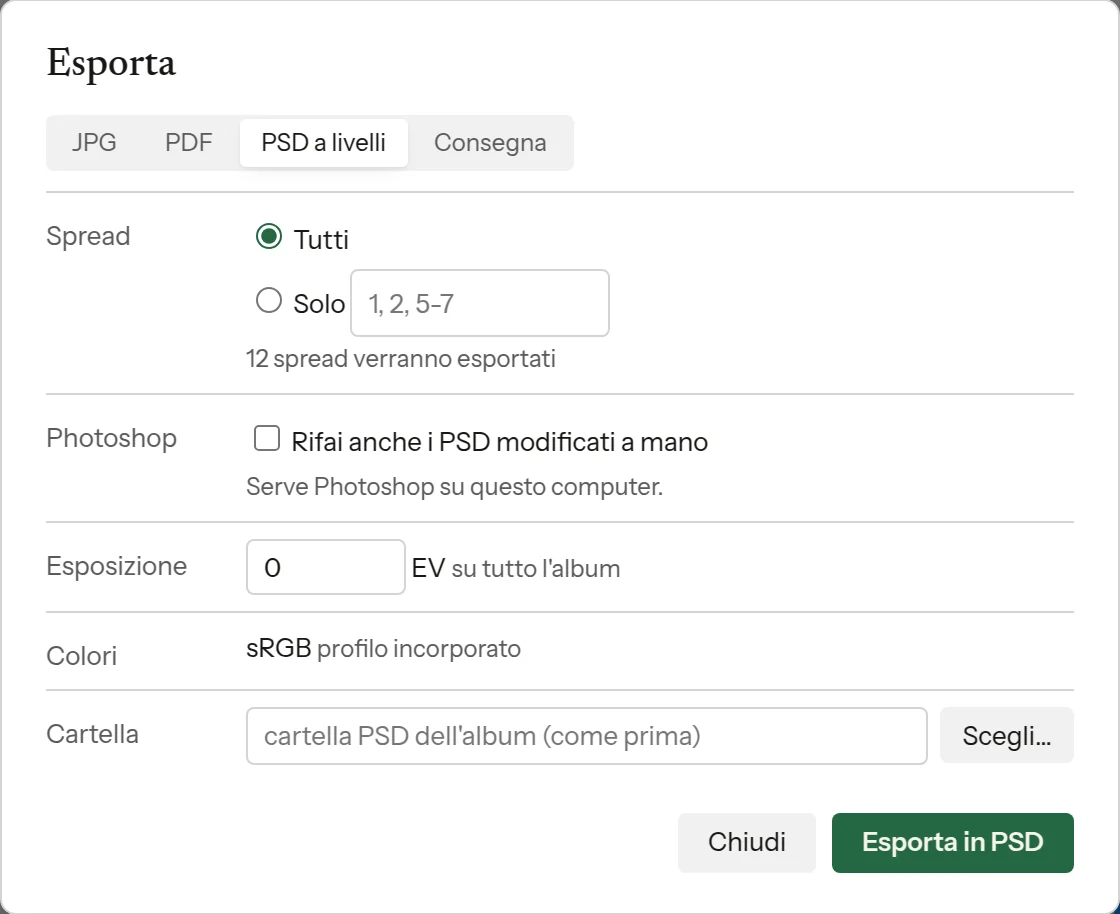 Esporta
JPG PDF PSD a livelli Consegna
Spread
Tutti
Solo 1, 2, 5-7
12 spread verranno esportati
Photoshop
Rifai anche i PSD modificati a mano
Serve Photoshop su questo computer.
Esposizione 0 EV su tutto l'album
Colori sRGB profilo incorporato
Cartella cartella PSD dell'album (come prima) Scegli...
Chiudi Esporta in PSD